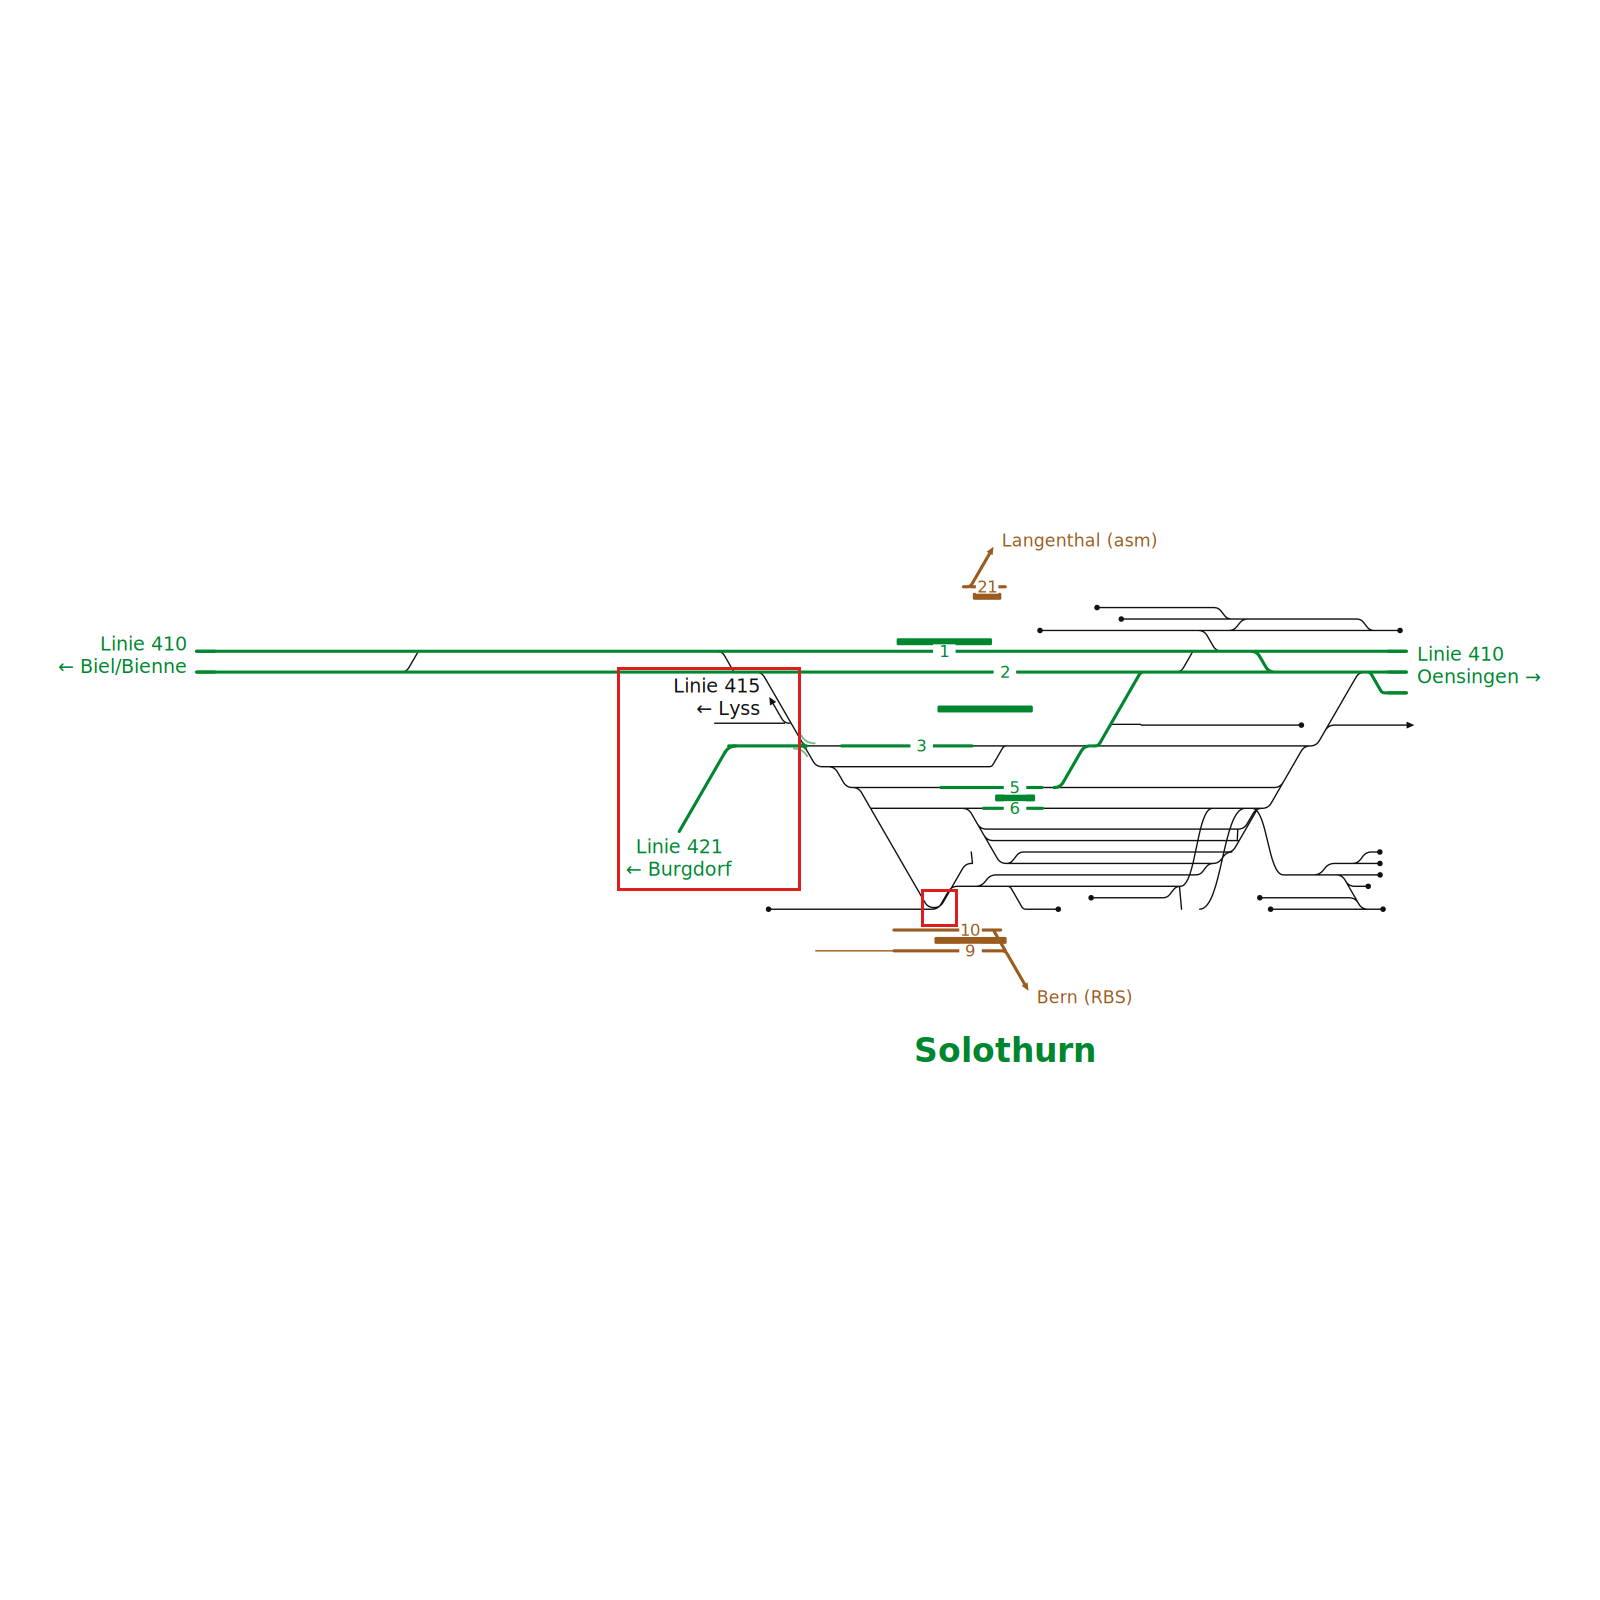 Langenthal (asm)
21
Linie 410
← Biel/Bienne
1
2
Linie 410
Oensingen →
Linie 415
← Lyss
3
5
6
Linie 421
← Burgdorf
10
9
Bern (RBS)
Solothurn